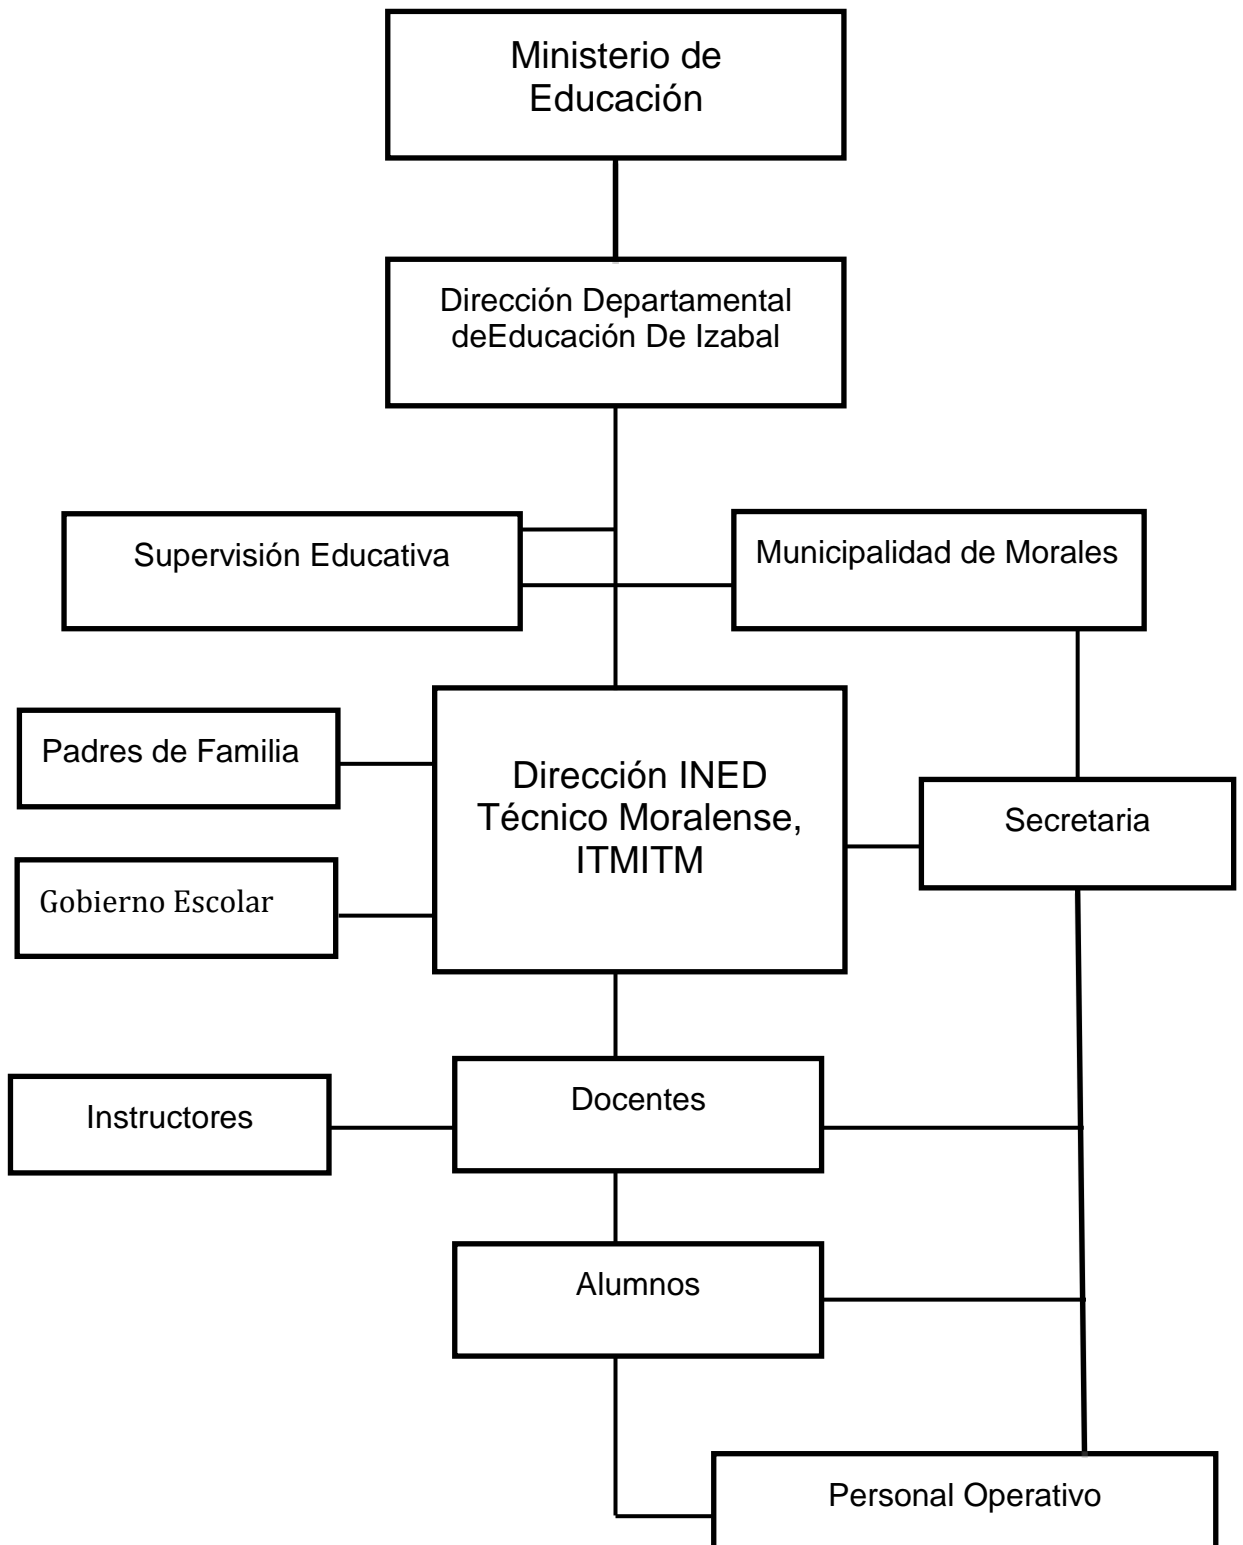 Ministerio de
Educación
Dirección Departamental
deEducación De Izabal
Supervisión Educativa
Municipalidad de Morales
Padres de Familia
Dirección INED
Técnico Moralense,
ITMITM
Secretaria
Gobierno Escolar
Instructores
Docentes
Alumnos
Personal Operativo